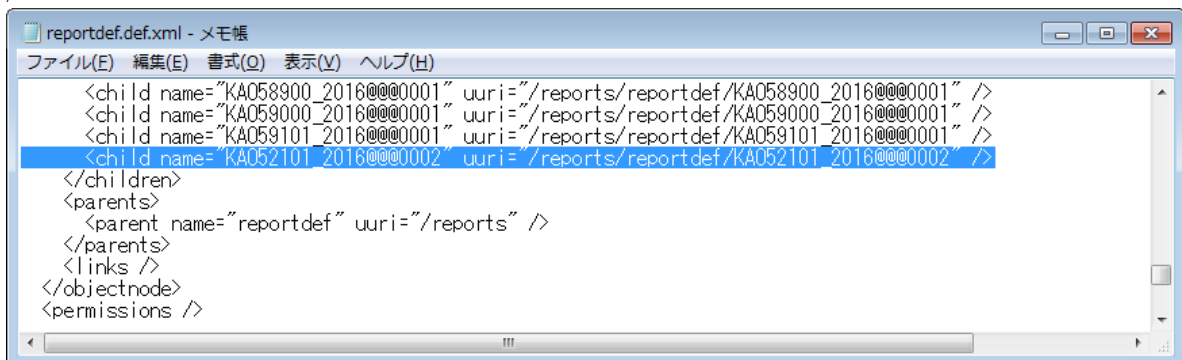 reportdef.def.xml - メモ帳
ファイル(F) 編集(E) 書式(O) 表示(V) ヘルプ(H)
<child name="KA058900_2016@@@0001" uuri="/reports/reportdef/KA058900_2016@@@0001" />
<child name="KA059000_2016@@@0001" uuri="/reports/reportdef/KA059000_2016@@@0001" />
<child name="KA059101_2016@@@0001" uuri="/reports/reportdef/KA059101_2016@@@0001" />
<child name="KA052101_2016@@@0002" uuri="/reports/reportdef/KA052101_2016@@@0002" />
</children>
<parents>
<parent name="reportdef" uuri="/reports" />
</parents>
<links />
</objectnode>
<permissions />